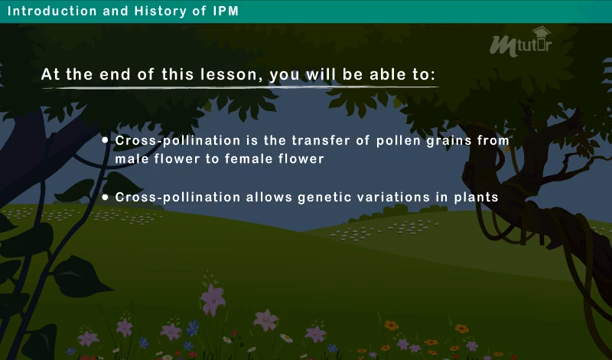 Introduction and History of IPM
mtutor
At the end of this lesson, you will be able to:
● Cross-pollination is the transfer of pollen grains from
male flower to female flower
● Cross-pollination allows genetic variations in plants